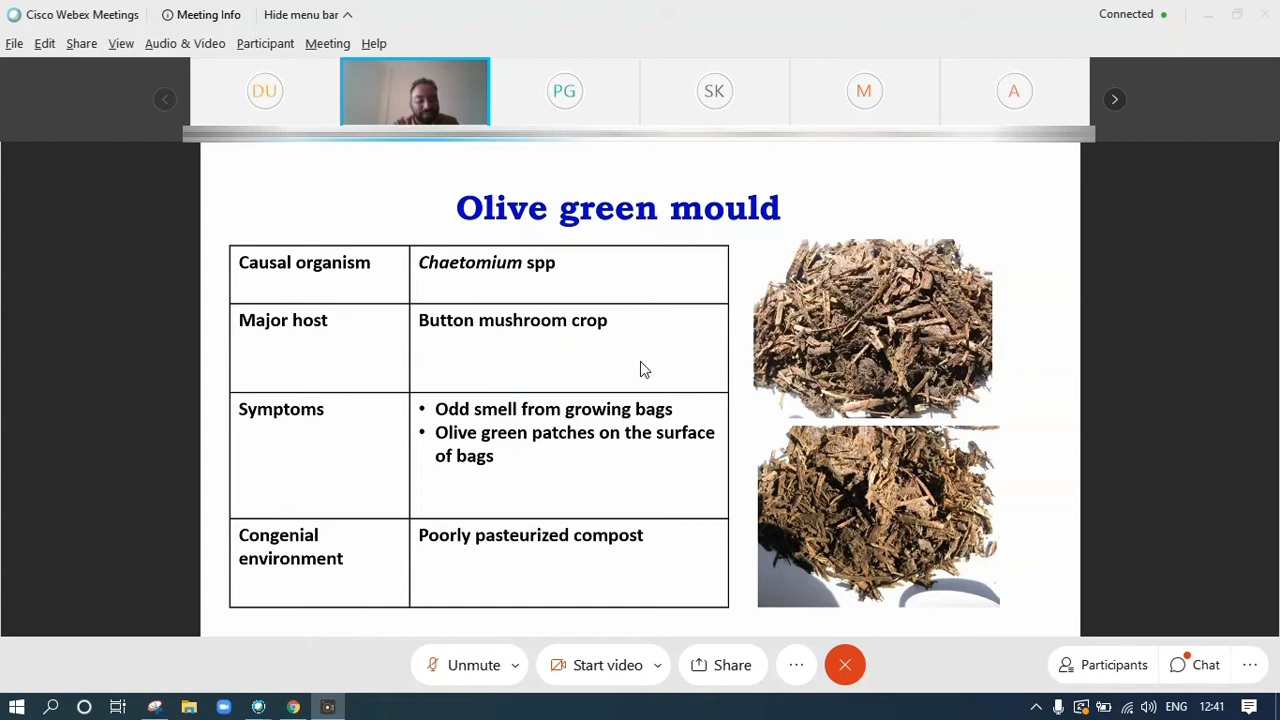 Cisco Webex Meetings
Meeting Info
Hide menu bar
Connected
File Edit Share View Audio & Video Participant Meeting Help
DU
PG
SK
M
A
Olive green mould
Causal organism
Chaetomium spp
Major host
Button mushroom crop
Symptoms
• Odd smell from growing bags
• Olive green patches on the surface
of bags
Congenial
environment
Poorly pasteurized compost
Unmute
Start video
Share
Participants
Chat
ENG
12:41